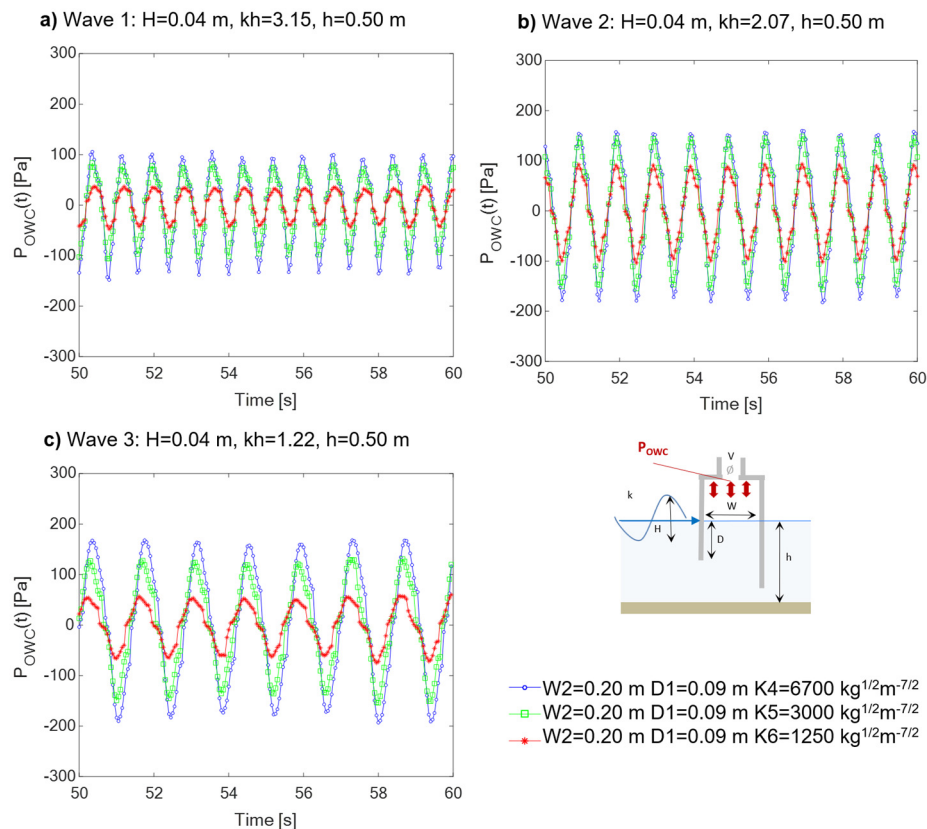 a) Wave 1: H=0.04 m, kh=3.15, h=0.50 m
300
200
100
0
-100
-200
-300
P_OWC(t) [Pa]
50 52 54 56 58 60
Time [s]
b) Wave 2: H=0.04 m, kh=2.07, h=0.50 m
300
200
100
0
-100
-200
-300
P_OWC(t) [Pa]
50 52 54 56 58 60
Time [s]
c) Wave 3: H=0.04 m, kh=1.22, h=0.50 m
300
200
100
0
-100
-200
-300
P_OWC(t) [Pa]
50 52 54 56 58 60
Time [s]
P_OWC
V
Ø
k
W
H
D
h
W2=0.20 m D1=0.09 m K4=6700 kg^1/2m^-7/2
W2=0.20 m D1=0.09 m K5=3000 kg^1/2m^-7/2
W2=0.20 m D1=0.09 m K6=1250 kg^1/2m^-7/2